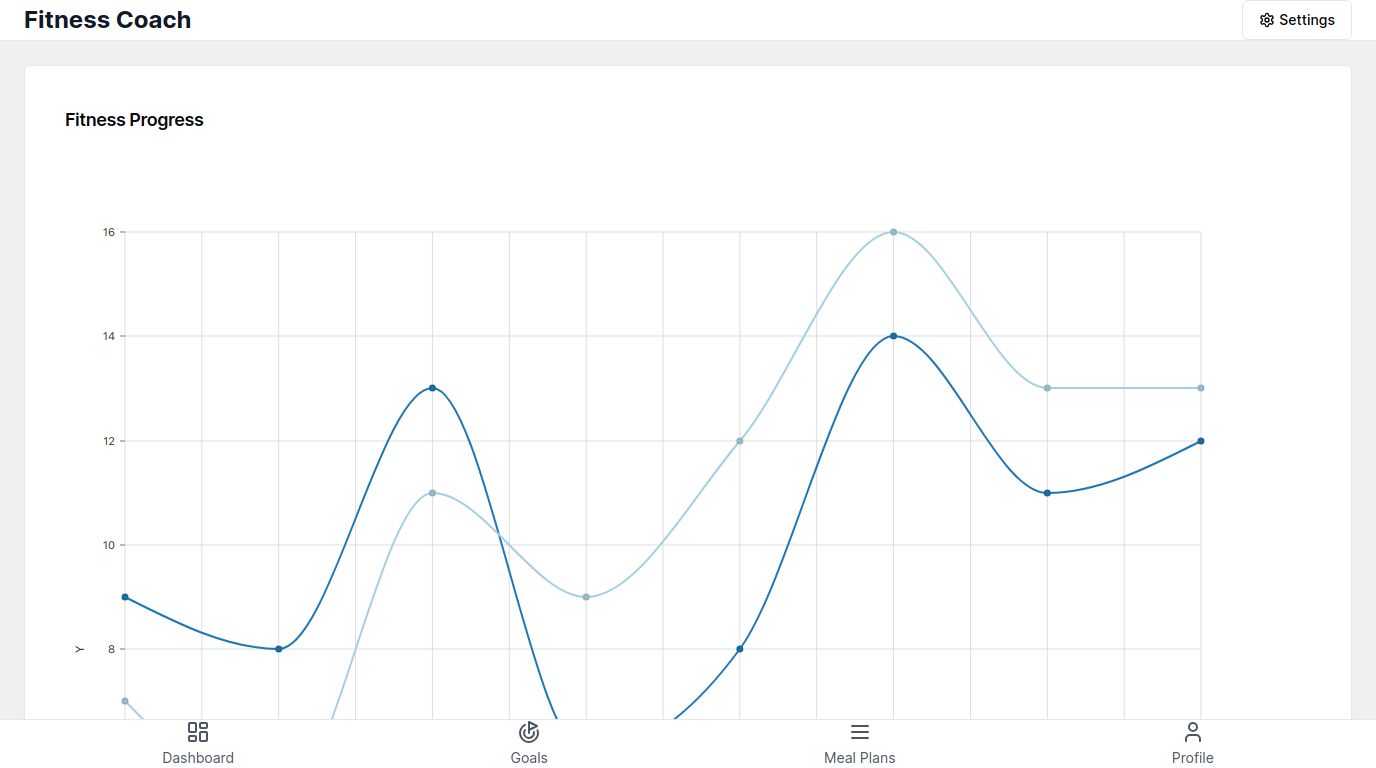 Fitness Coach
Settings
Fitness Progress
16
14
12
10
8
Y
Dashboard
Goals
Meal Plans
Profile